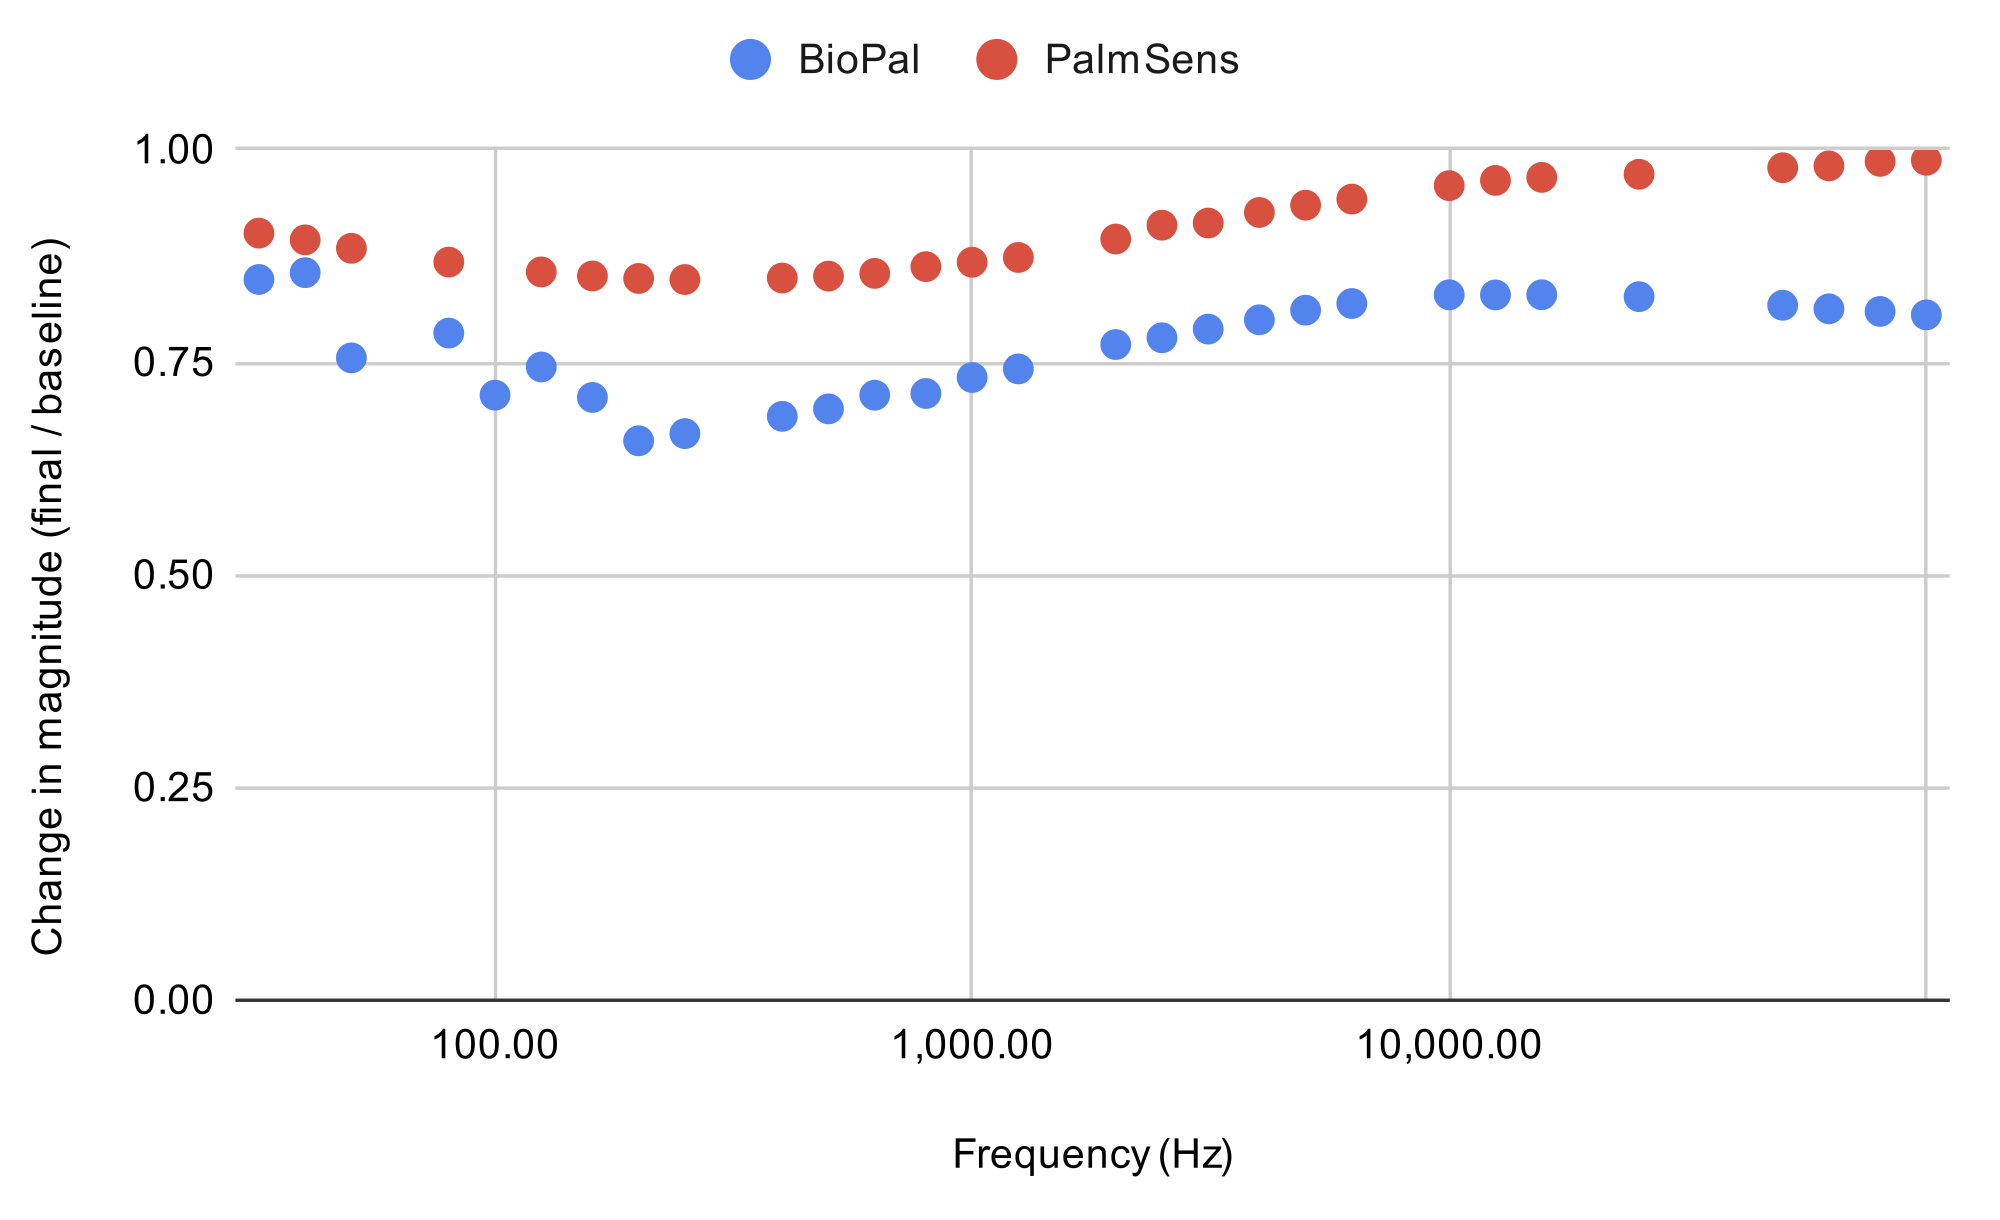 BioPal PalmSens
1.00
0.75
0.50
0.25
0.00
Change in magnitude (final / baseline)
100.00 1,000.00 10,000.00
Frequency (Hz)